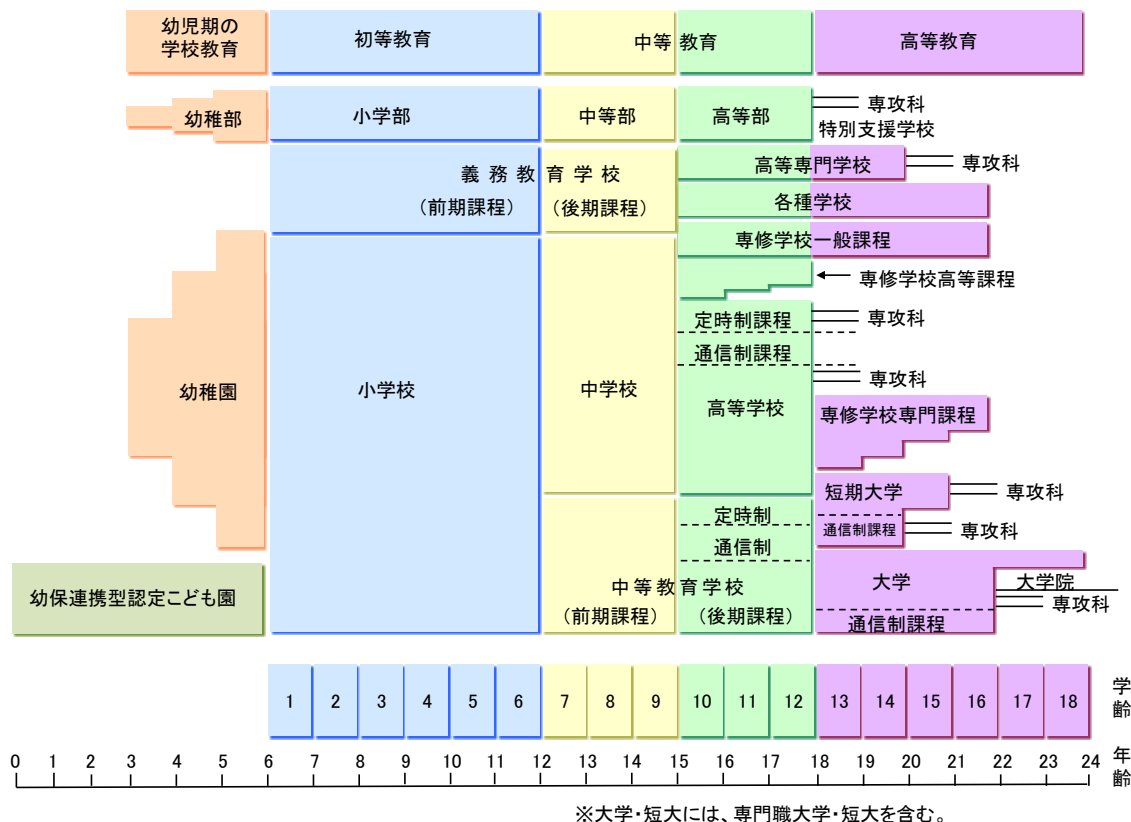 幼児期の
学校教育
初等教育
中等教育
高等教育
幼稚部
小学部
中等部
高等部
専攻科
特別支援学校
義務教育学校
(前期課程)
(後期課程)
高等専門学校
専攻科
各種学校
専修学校一般課程
専修学校高等課程
定時制課程
専攻科
通信制課程
専攻科
幼稚園
小学校
中学校
高等学校
専修学校専門課程
短期大学
専攻科
通信制課程
専攻科
定時制
通信制
幼保連携型認定こども園
中等教育学校
(前期課程)
(後期課程)
大学
大学院
専攻科
通信制課程
1 2 3 4 5 6 7 8 9 10 11 12 13 14 15 16 17 18
学齢
0 1 2 3 4 5 6 7 8 9 10 11 12 13 14 15 16 17 18 19 20 21 22 23 24
年齢
※大学・短大には、専門職大学・短大を含む。